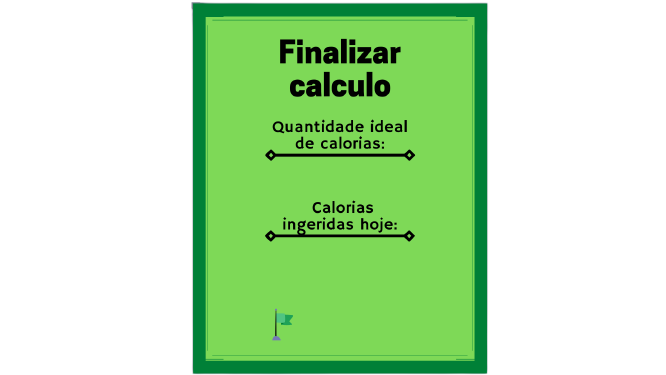 Finalizar
calculo
Quantidade ideal
de calorias:
Calorias
ingeridas hoje: